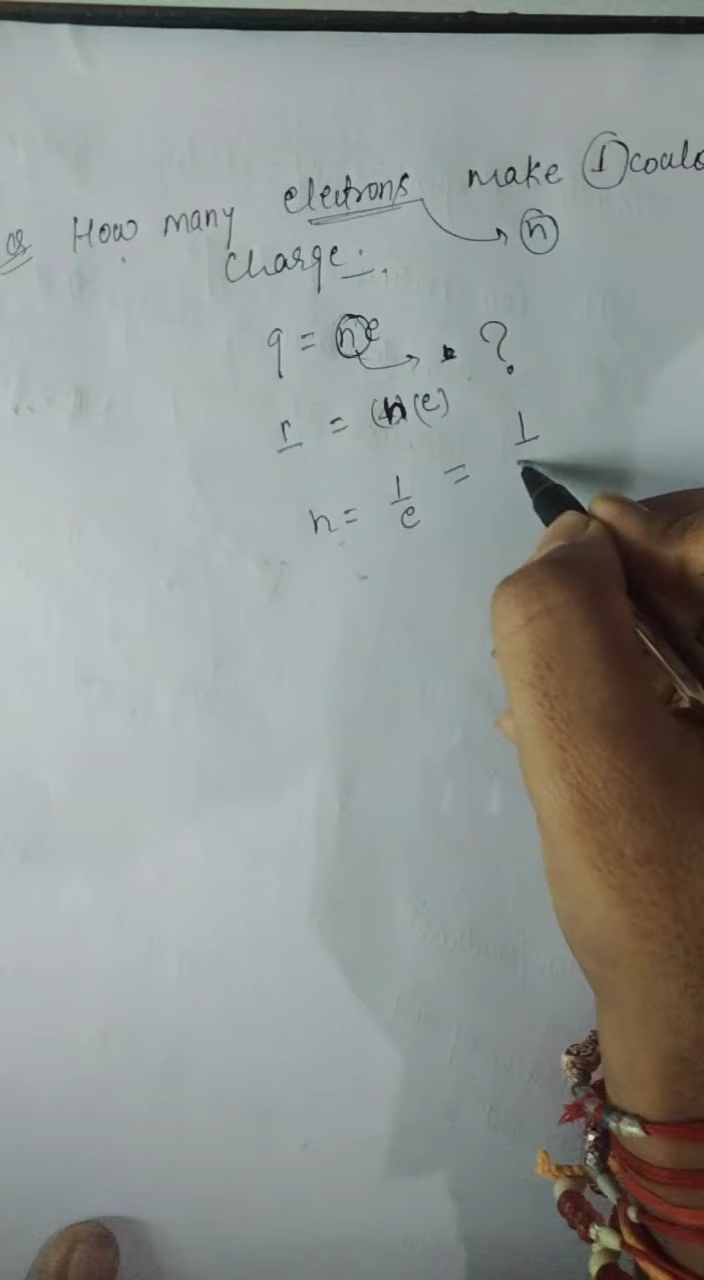 Q How many electrons make 1 coulo
n
charge :-.
q = ne ?
1 = (n)(e)
n = 1/e = 1